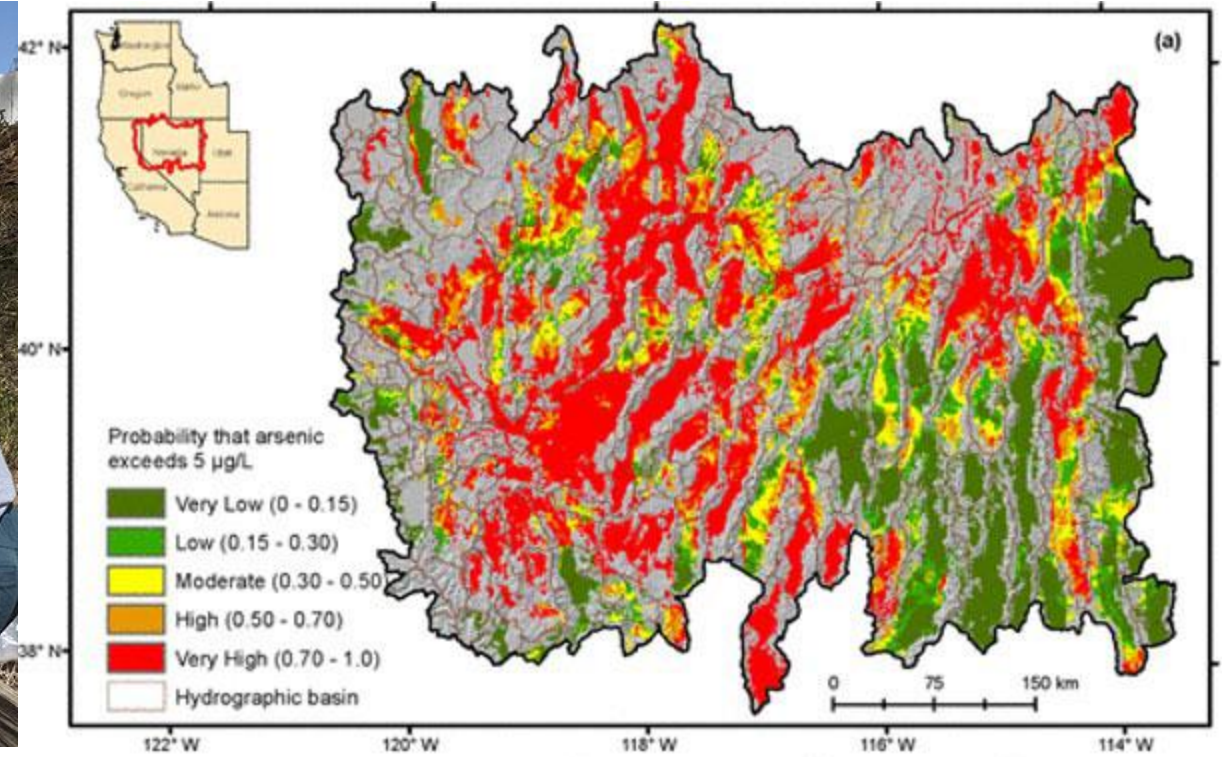 (a)
42° N
40° N
38° N
Washington
Oregon
Idaho
Nevada
Utah
California
Arizona
Probability that arsenic
exceeds 5 µg/L
Very Low (0 - 0.15)
Low (0.15 - 0.30)
Moderate (0.30 - 0.50)
High (0.50 - 0.70)
Very High (0.70 - 1.0)
Hydrographic basin
0 75 150 km
122° W 120° W 118° W 116° W 114° W